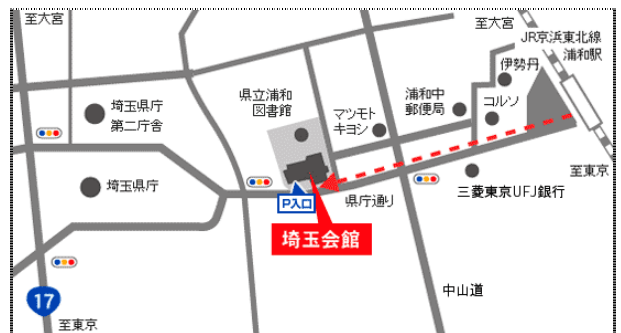 至大宮
至大宮
JR京浜東北線
浦和駅
伊勢丹
県立浦和
図書館
マツモト
キヨシ
浦和中
郵便局
コルソ
埼玉県庁
第二庁舎
至東京
埼玉県庁
三菱東京UFJ銀行
P入口
県庁通り
埼玉会館
中山道
17
至東京